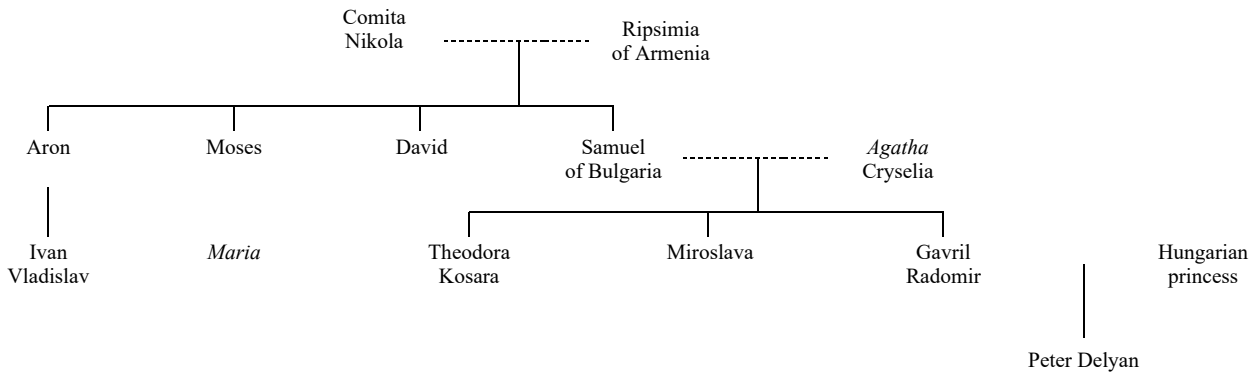 Comita
Nikola
Ripsimia
of Armenia
Aron
Moses
David
Samuel
of Bulgaria
Agatha
Cryselia
Ivan
Vladislav
Maria
Theodora
Kosara
Miroslava
Gavril
Radomir
Hungarian
princess
Peter Delyan